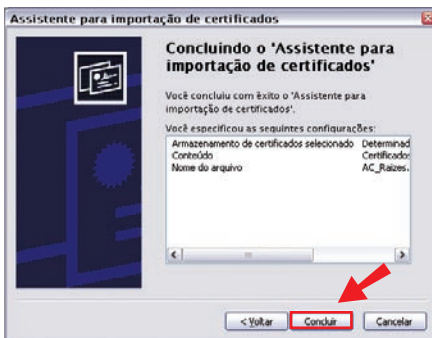 Assistente para importação de certificados
Concluindo o 'Assistente para
importação de certificados'
Você concluiu com êxito o 'Assistente para
importação de certificados'.
Você especificou as seguintes configurações:
Armazenamento de certificados selecionado Determinad
Conteúdo Certificados
Nome do arquivo AC_Raizes.
< Voltar Concluir Cancelar